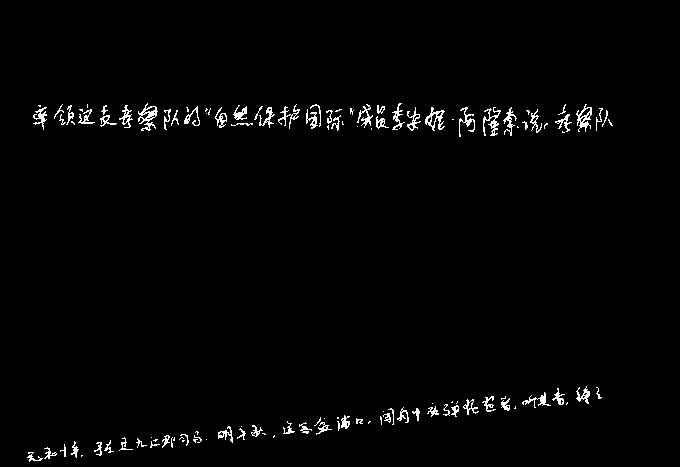 率领这支考察队的“自然保护国际”成员李安妮·阿隆索说,考察队
元和十年,予左迁九江郡司马.明年秋,送客湓浦口,闻舟中夜弹琵琶者,听其音,铮